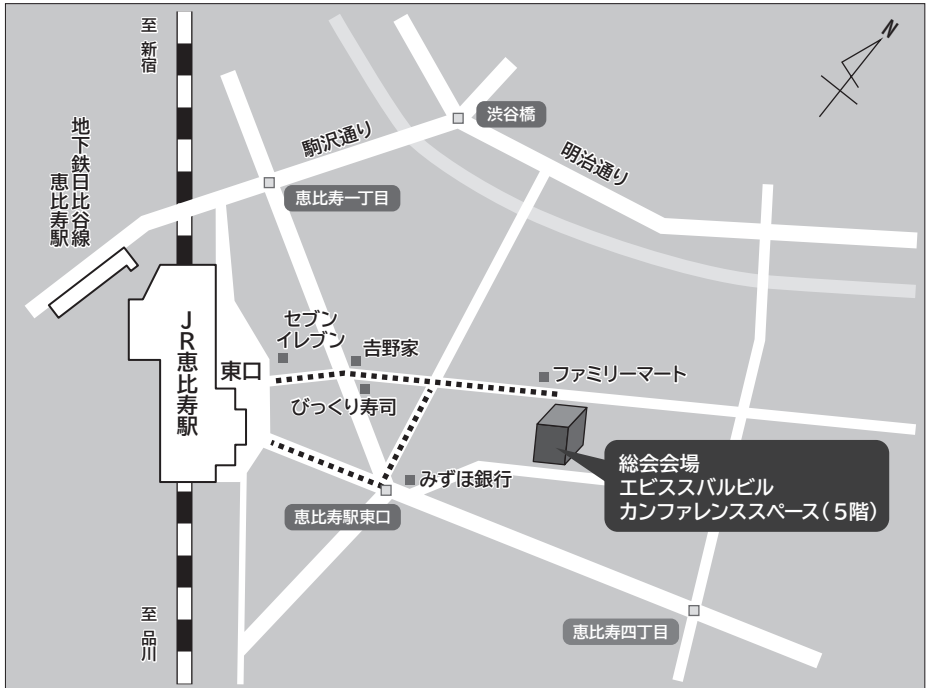 至 新宿
N
渋谷橋
駒沢通り
明治通り
地下鉄日比谷線
恵比寿駅
恵比寿一丁目
JR恵比寿駅
東口
セブン
イレブン
𠮷野家
ファミリーマート
びっくり寿司
みずほ銀行
総会会場
エビススバルビル
カンファレンススペース(5階)
恵比寿駅東口
至 品川
恵比寿四丁目